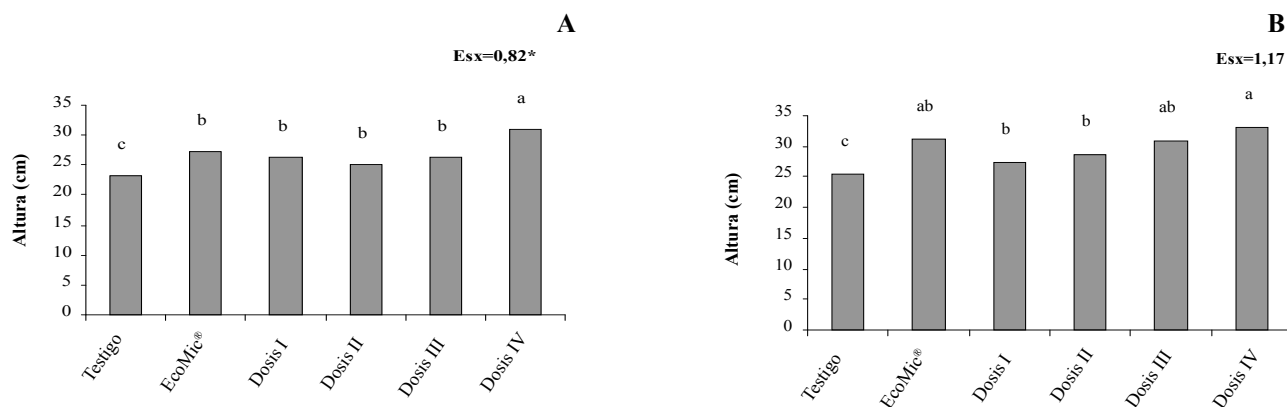 A
Esx=0,82*
35
30
25
20
15
10
5
0
Altura (cm)
c
b
b
b
b
a
Testigo
EcoMic®
Dosis I
Dosis II
Dosis III
Dosis IV
B
Esx=1,17
35
30
25
20
15
10
5
0
Altura (cm)
c
ab
b
b
ab
a
Testigo
EcoMic®
Dosis I
Dosis II
Dosis III
Dosis IV